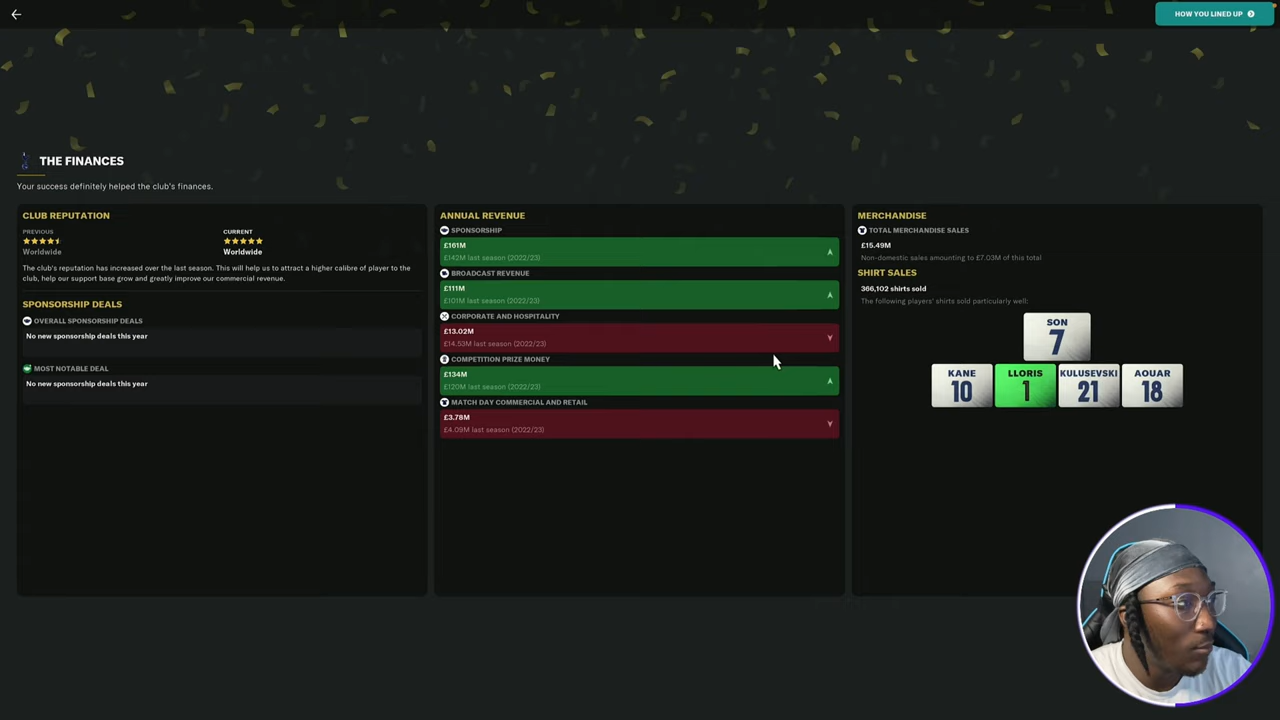 HOW YOU LINED UP
THE FINANCES
Your success definitely helped the club's finances.
CLUB REPUTATION
PREVIOUS
CURRENT
Worldwide
Worldwide
The club's reputation has increased over the last season. This will help us to attract a higher calibre of player to the
club, help our support base grow and greatly improve our commercial revenue.
SPONSORSHIP DEALS
OVERALL SPONSORSHIP DEALS
No new sponsorship deals this year
MOST NOTABLE DEAL
No new sponsorship deals this year
ANNUAL REVENUE
SPONSORSHIP
£161M
£142M last season (2022/23)
BROADCAST REVENUE
£111M
£101M last season (2022/23)
CORPORATE AND HOSPITALITY
£13.02M
£14.53M last season (2022/23)
COMPETITION PRIZE MONEY
£134M
£120M last season (2022/23)
MATCH DAY COMMERCIAL AND RETAIL
£3.78M
£4.09M last season (2022/23)
MERCHANDISE
TOTAL MERCHANDISE SALES
£15.49M
Non-domestic sales amounting to £7.03M of this total
SHIRT SALES
366,102 shirts sold
The following players' shirts sold particularly well:
SON
7
KANE
10
LLORIS
1
KULUSEVSKI
21
AOUAR
18